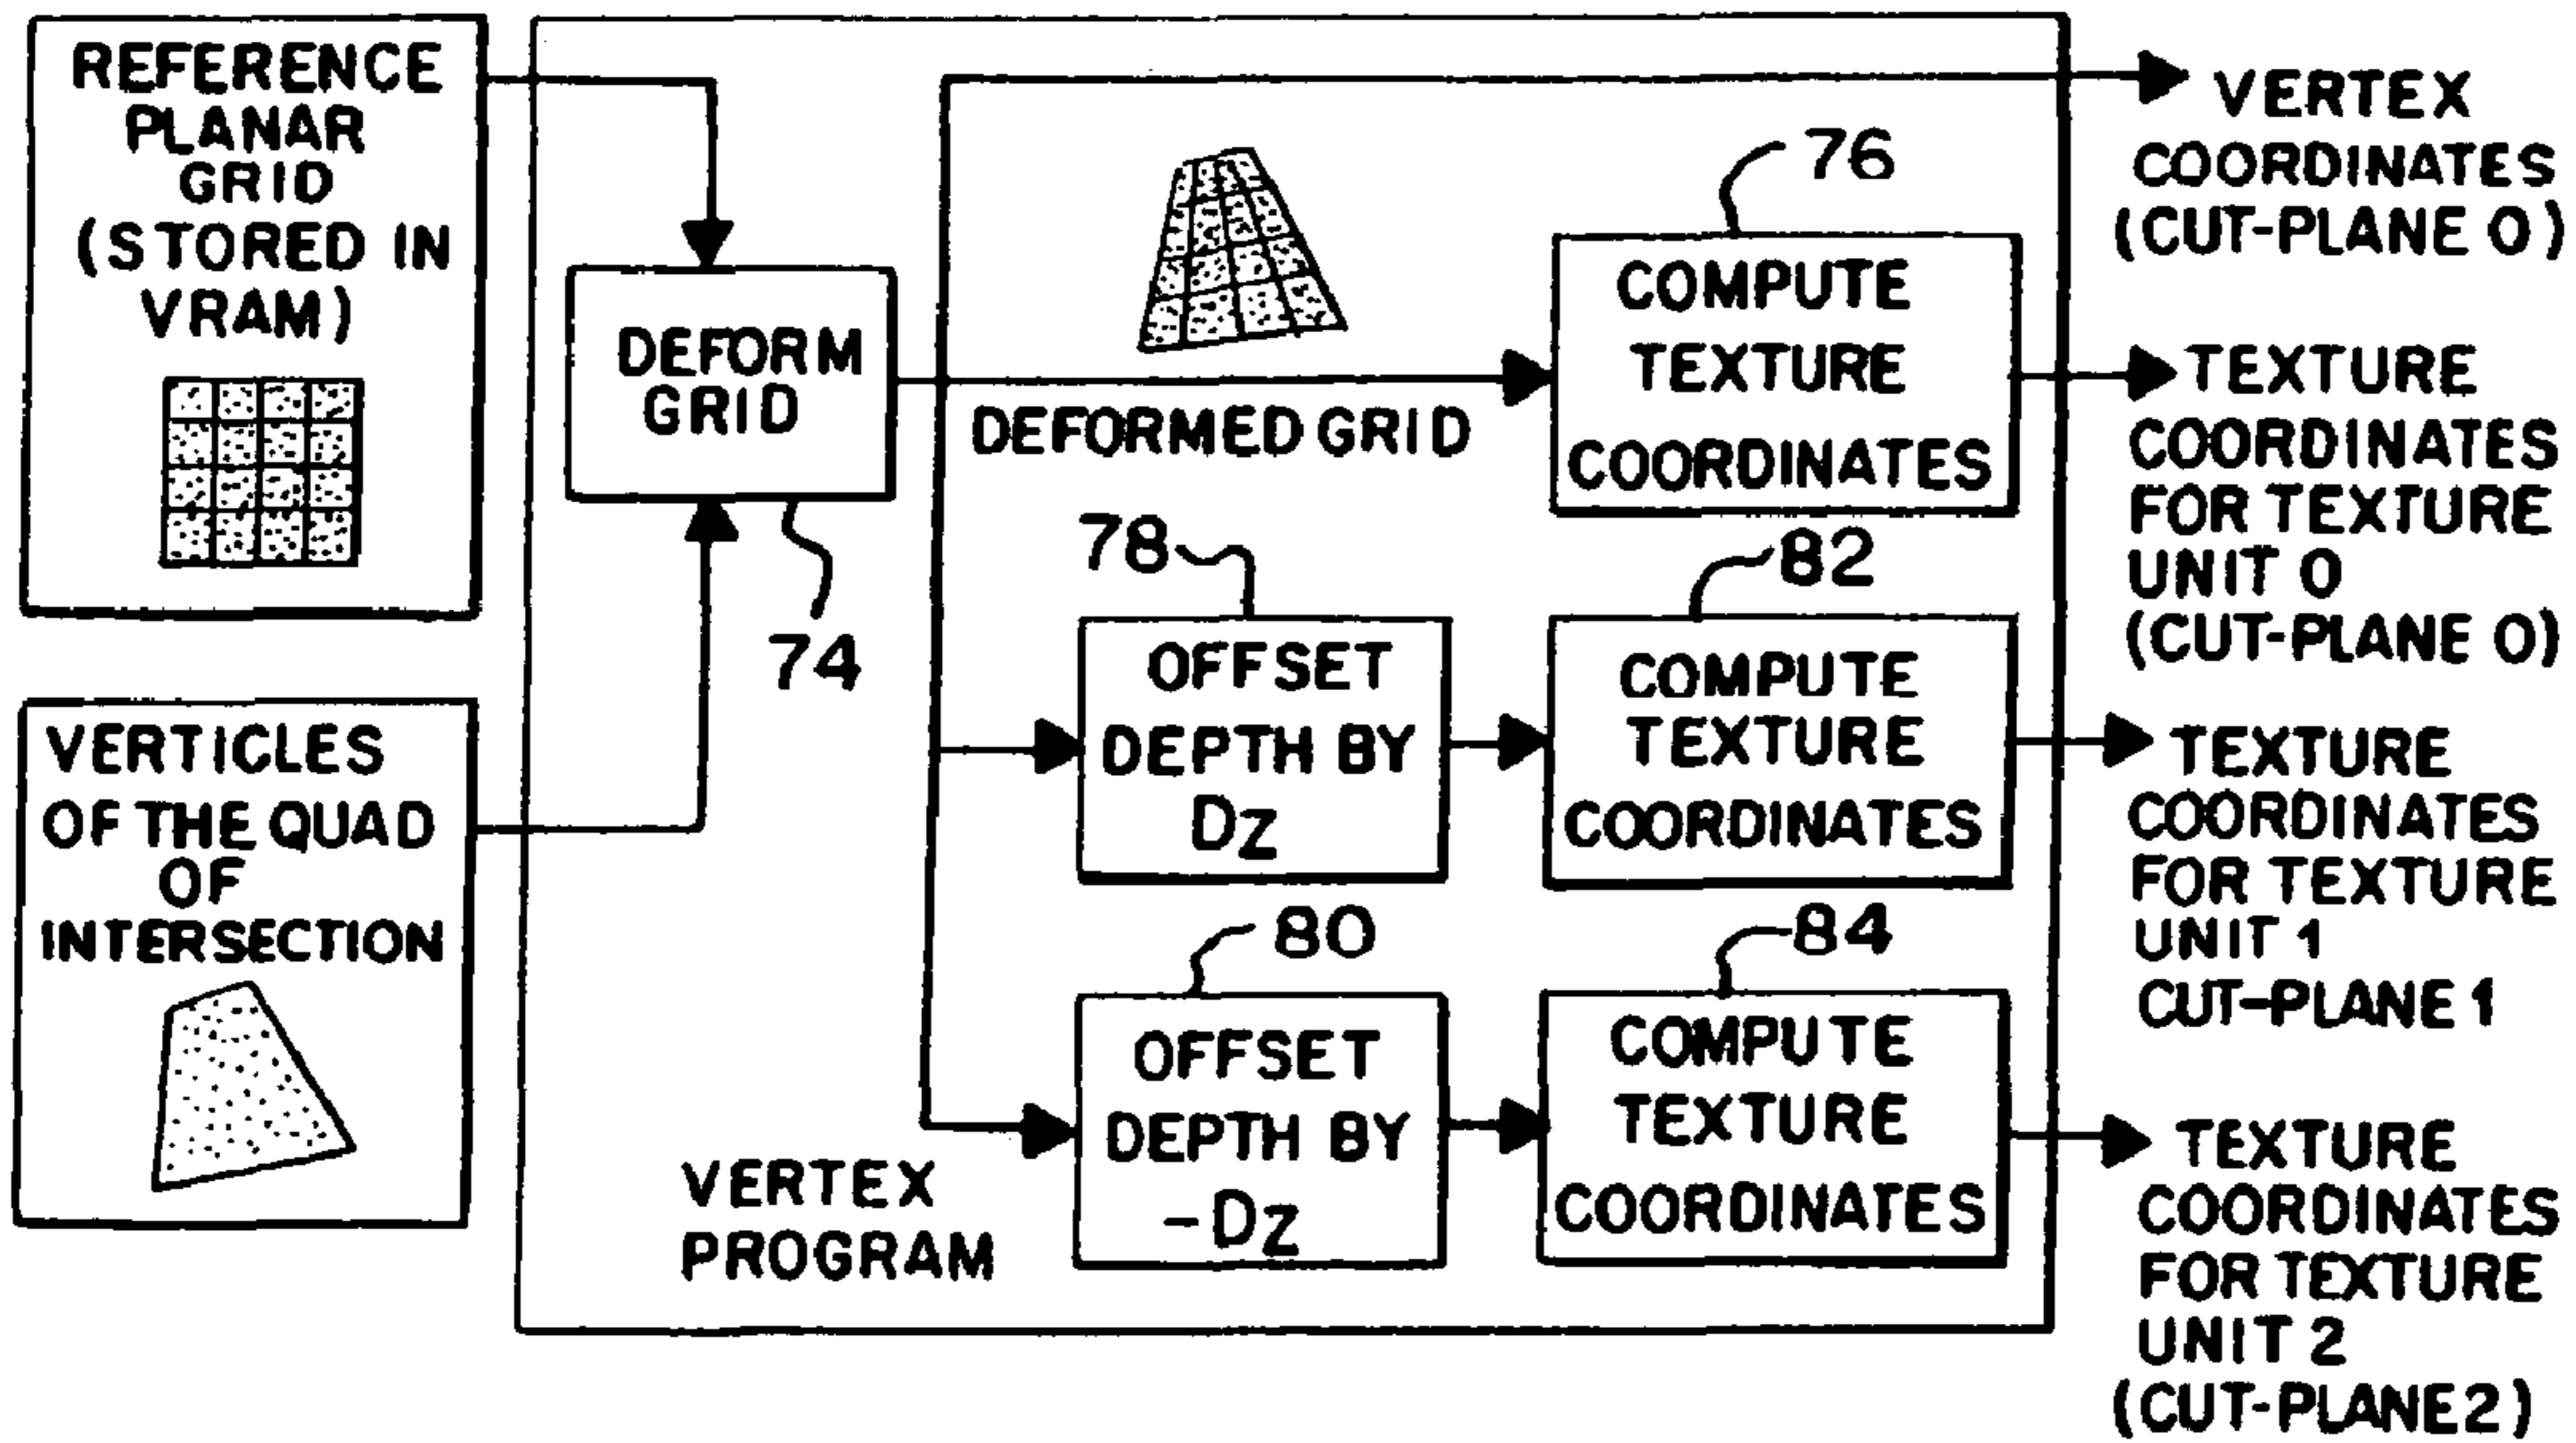 REFERENCE
PLANAR
GRID
(STORED IN
VRAM)
VERTICLES
OF THE QUAD
OF
INTERSECTION
DEFORM
GRID
74
VERTEX
PROGRAM
DEFORMED GRID
76
COMPUTE
TEXTURE
COORDINATES
78
OFFSET
DEPTH BY
DZ
82
COMPUTE
TEXTURE
COORDINATES
80
OFFSET
DEPTH BY
-DZ
84
COMPUTE
TEXTURE
COORDINATES
VERTEX
COORDINATES
(CUT-PLANE 0)
TEXTURE
COORDINATES
FOR TEXTURE
UNIT 0
(CUT-PLANE 0)
TEXTURE
COORDINATES
FOR TEXTURE
UNIT 1
CUT-PLANE 1
TEXTURE
COORDINATES
FOR TEXTURE
UNIT 2
(CUT-PLANE2)